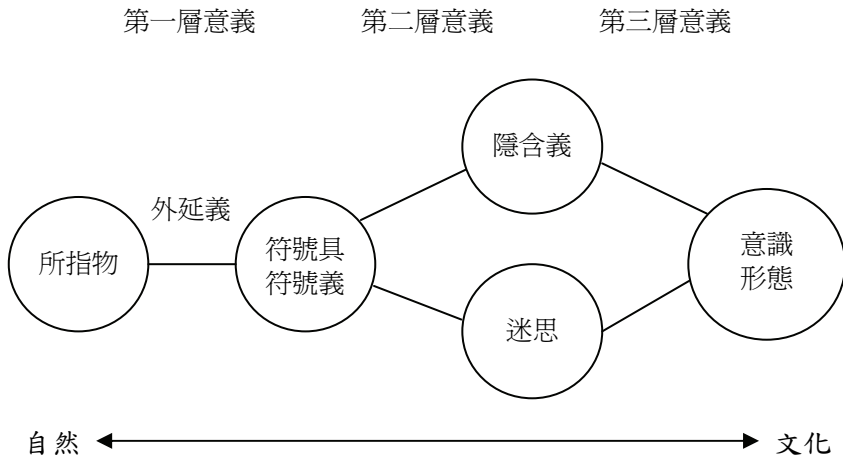 第一層意義 第二層意義 第三層意義
隱含義
外延義
所指物
符號具
符號義
意識
形態
迷思
自然 文化